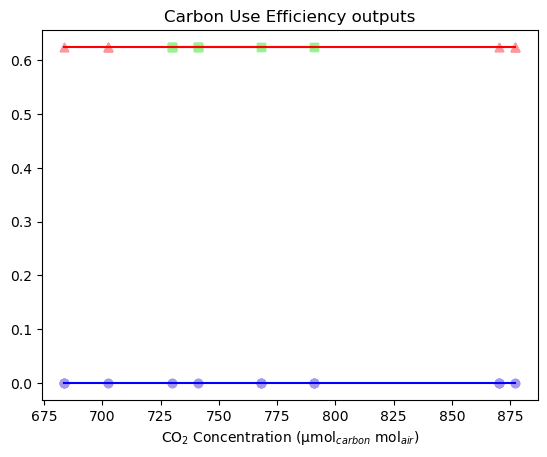 Carbon Use Efficiency outputs
0.6
0.5
0.4
0.3
0.2
0.1
0.0
675 700 725 750 775 800 825 850 875
CO₂ Concentration (μmol_carbon mol_air)